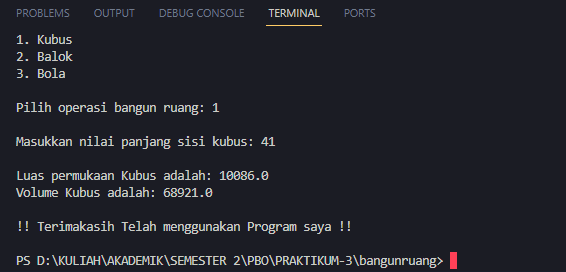 PROBLEMS OUTPUT DEBUG CONSOLE TERMINAL PORTS
1. Kubus
2. Balok
3. Bola
Pilih operasi bangun ruang: 1
Masukkan nilai panjang sisi kubus: 41
Luas permukaan Kubus adalah: 10086.0
Volume Kubus adalah: 68921.0
!! Terimakasih Telah menggunakan Program saya !!
PS D:\KULIAH\AKADEMIK\SEMESTER 2\PBO\PRAKTIKUM-3\bangunruang>